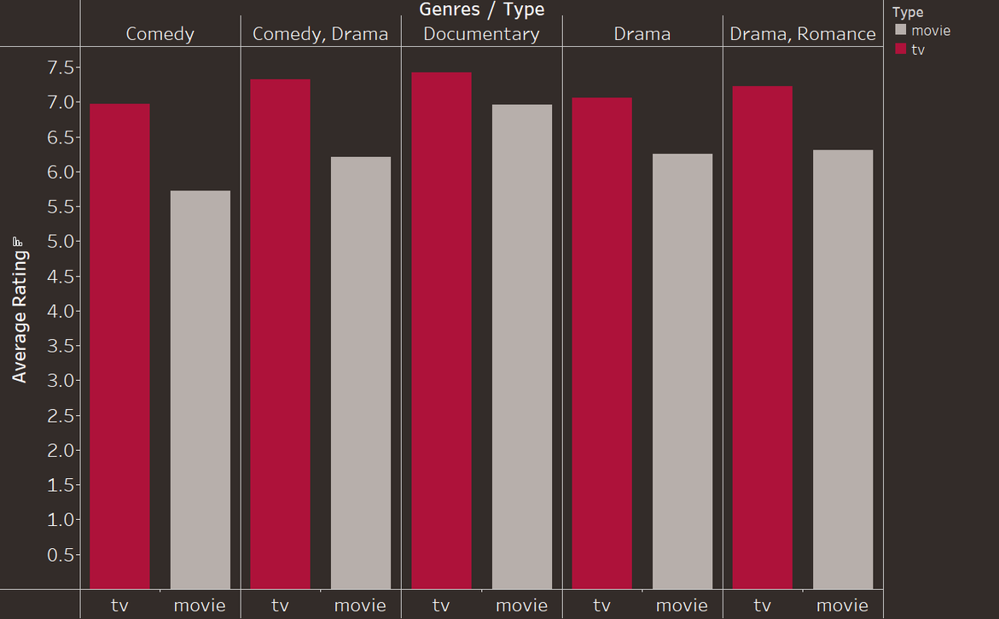 Genres / Type
Comedy
Comedy, Drama
Documentary
Drama
Drama, Romance
Type
movie
tv
Average Rating
7.5
7.0
6.5
6.0
5.5
5.0
4.5
4.0
3.5
3.0
2.5
2.0
1.5
1.0
0.5
tv
movie
tv
movie
tv
movie
tv
movie
tv
movie